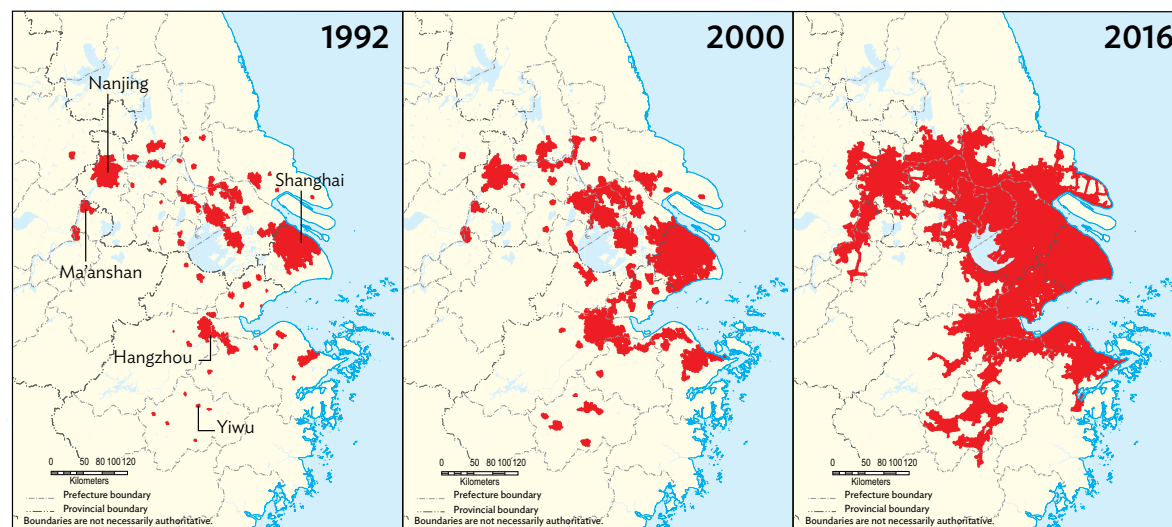 1992
Nanjing
Shanghai
Ma'anshan
Hangzhou
Yiwu
0 50 80 100 120
Kilometers
Prefecture boundary
Provincial boundary
Boundaries are not necessarily authoritative.
2000
0 50 80 100 120
Kilometers
Prefecture boundary
Provincial boundary
Boundaries are not necessarily authoritative.
2016
0 50 80 100 120
Kilometers
Prefecture boundary
Provincial boundary
Boundaries are not necessarily authoritative.